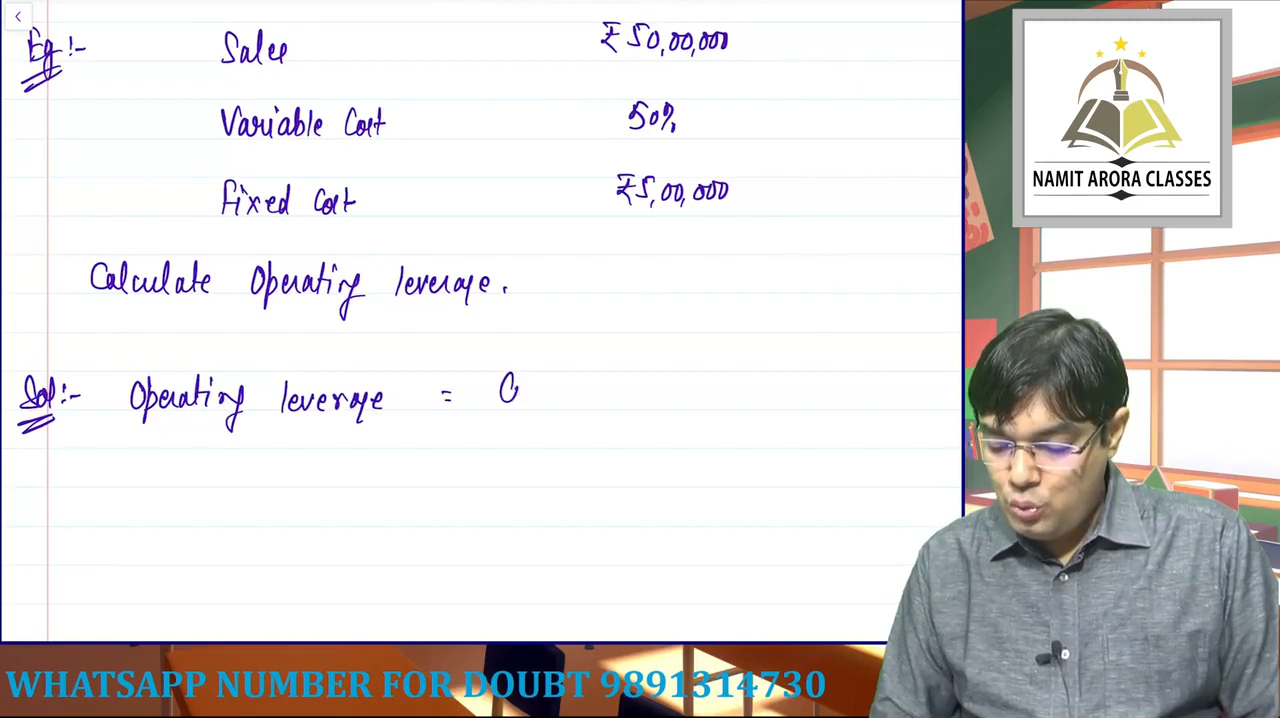 Eg:- Sales ₹50,00,000
Variable Cost 50%
Fixed Cost ₹5,00,000
Calculate Operating leverage.
Sol:- Operating leverage = C
NAMIT ARORA CLASSES
WHATSAPP NUMBER FOR DOUBT 9891314730